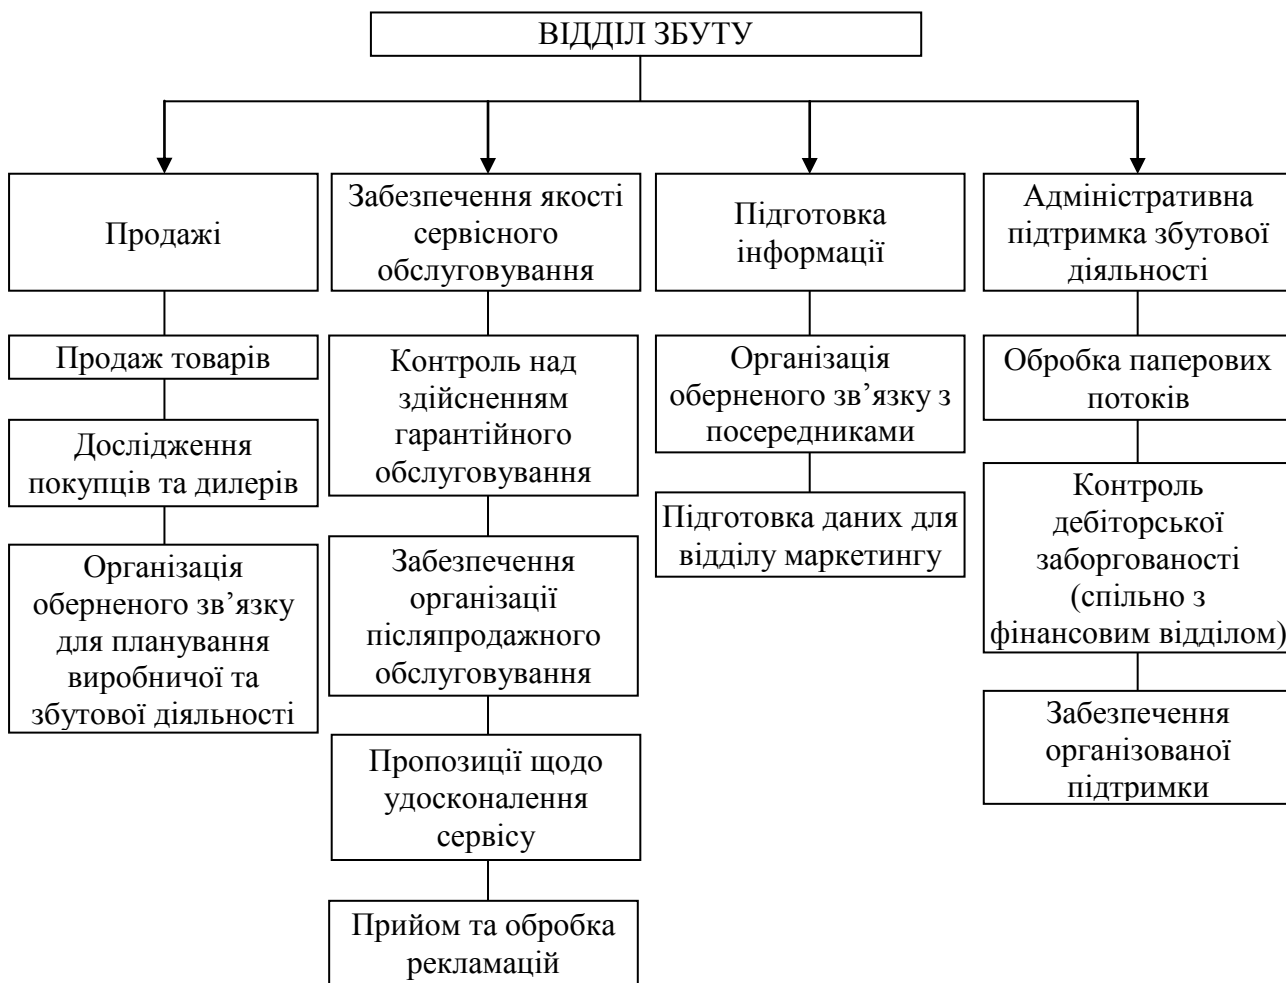 ВІДДІЛ ЗБУТУ
Продажі
Продаж товарів
Дослідження
покупців та дилерів
Організація
оберненого зв’язку
для планування
виробничої та
збутової діяльності
Забезпечення якості
сервісного
обслуговування
Контроль над
здійсненням
гарантійного
обслуговування
Забезпечення
організації
післяпродажного
обслуговування
Пропозиції щодо
удосконалення
сервісу
Прийом та обробка
рекламацій
Підготовка
інформації
Організація
оберненого зв’язку з
посередниками
Підготовка даних для
відділу маркетингу
Адміністративна
підтримка збутової
діяльності
Обробка паперових
потоків
Контроль
дебіторської
заборгованості
(спільно з
фінансовим відділом)
Забезпечення
організованої
підтримки